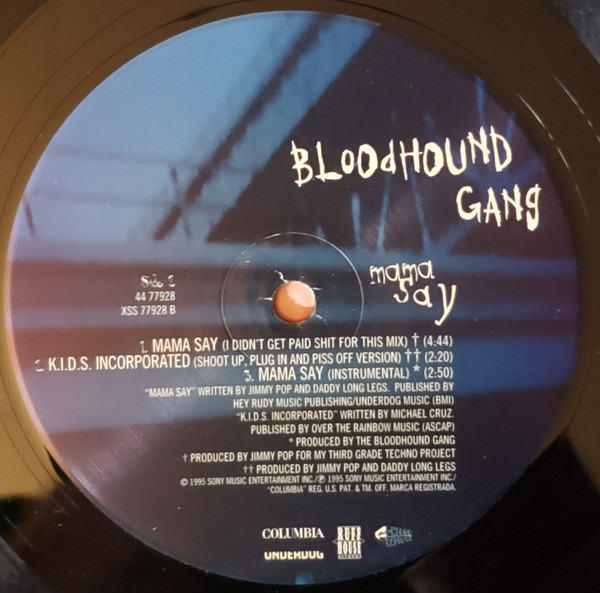 BLOODHOUND
GANG
mama
say
Side 2
44 77928
XSS 77928 B
1. MAMA SAY (I DIDN'T GET PAID SHIT FOR THIS MIX) † (4:44)
2. K.I.D.S. INCORPORATED (SHOOT UP, PLUG IN AND PISS OFF VERSION) †† (2:20)
3. MAMA SAY (INSTRUMENTAL) * (2:50)
"MAMA SAY" WRITTEN BY JIMMY POP AND DADDY LONG LEGS. PUBLISHED BY
HEY RUDY MUSIC PUBLISHING/UNDERDOG MUSIC (BMI)
"K.I.D.S. INCORPORATED" WRITTEN BY MICHAEL CRUZ.
PUBLISHED BY OVER THE RAINBOW MUSIC (ASCAP)
* PRODUCED BY THE BLOODHOUND GANG
† PRODUCED BY JIMMY POP FOR MY THIRD GRADE TECHNO PROJECT
†† PRODUCED BY JIMMY POP AND DADDY LONG LEGS
© 1995 SONY MUSIC ENTERTAINMENT INC./℗ 1995 SONY MUSIC ENTERTAINMENT INC./
"COLUMBIA" REG. U.S. PAT. & TM. OFF. MARCA REGISTRADA.
COLUMBIA
UNDERDOG
RUFF
HOUSE
RECORDS